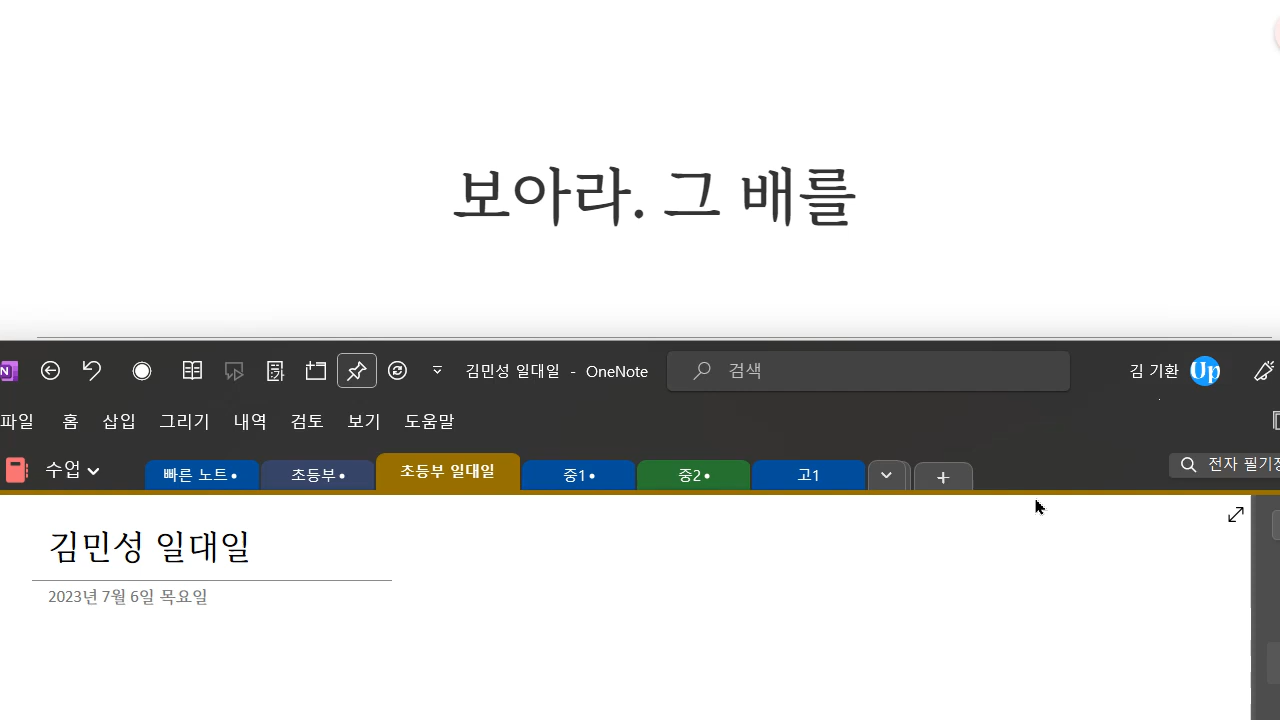 보아라. 그 배를
N
김민성 일대일 - OneNote
검색
김 기환
Up
파일 홈 삽입 그리기 내역 검토 보기 도움말
수업
빠른 노트• 초등부• 초등부 일대일 중1• 중2• 고1 +
전자 필기장
김민성 일대일
2023년 7월 6일 목요일